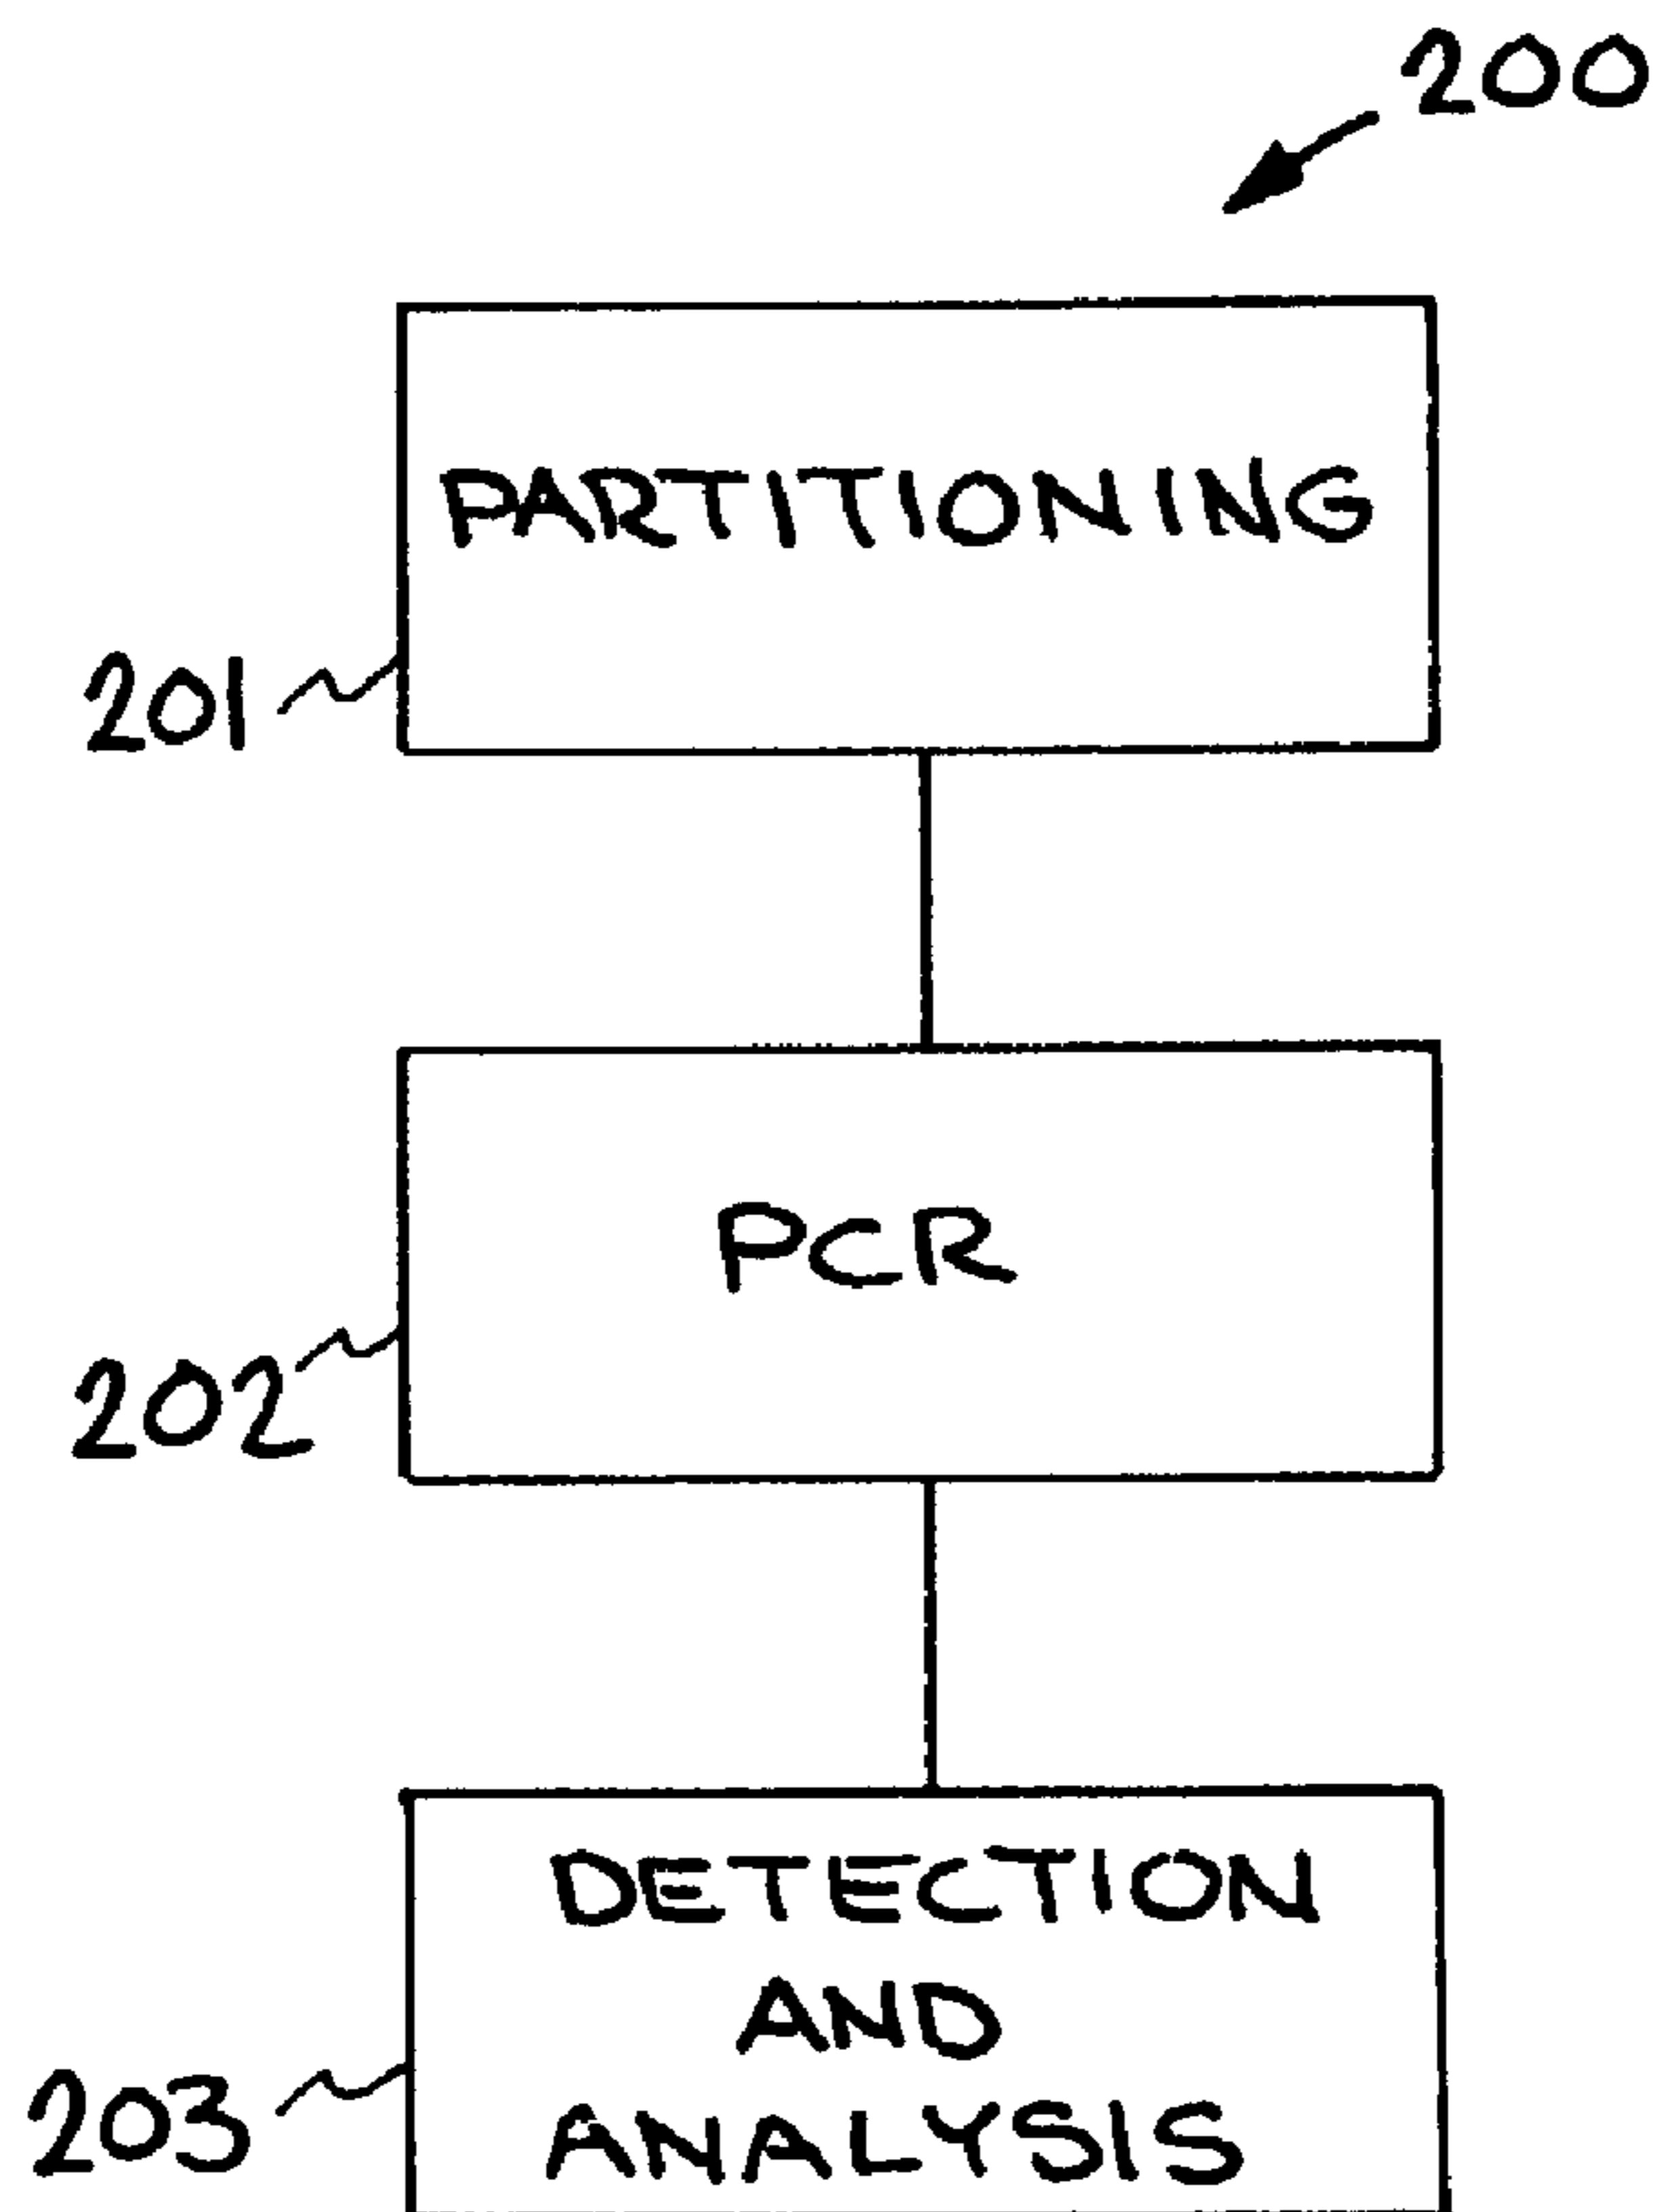 200
PARTITIONING
201
PCR
202
DETECTION
AND
203
ANALYSIS